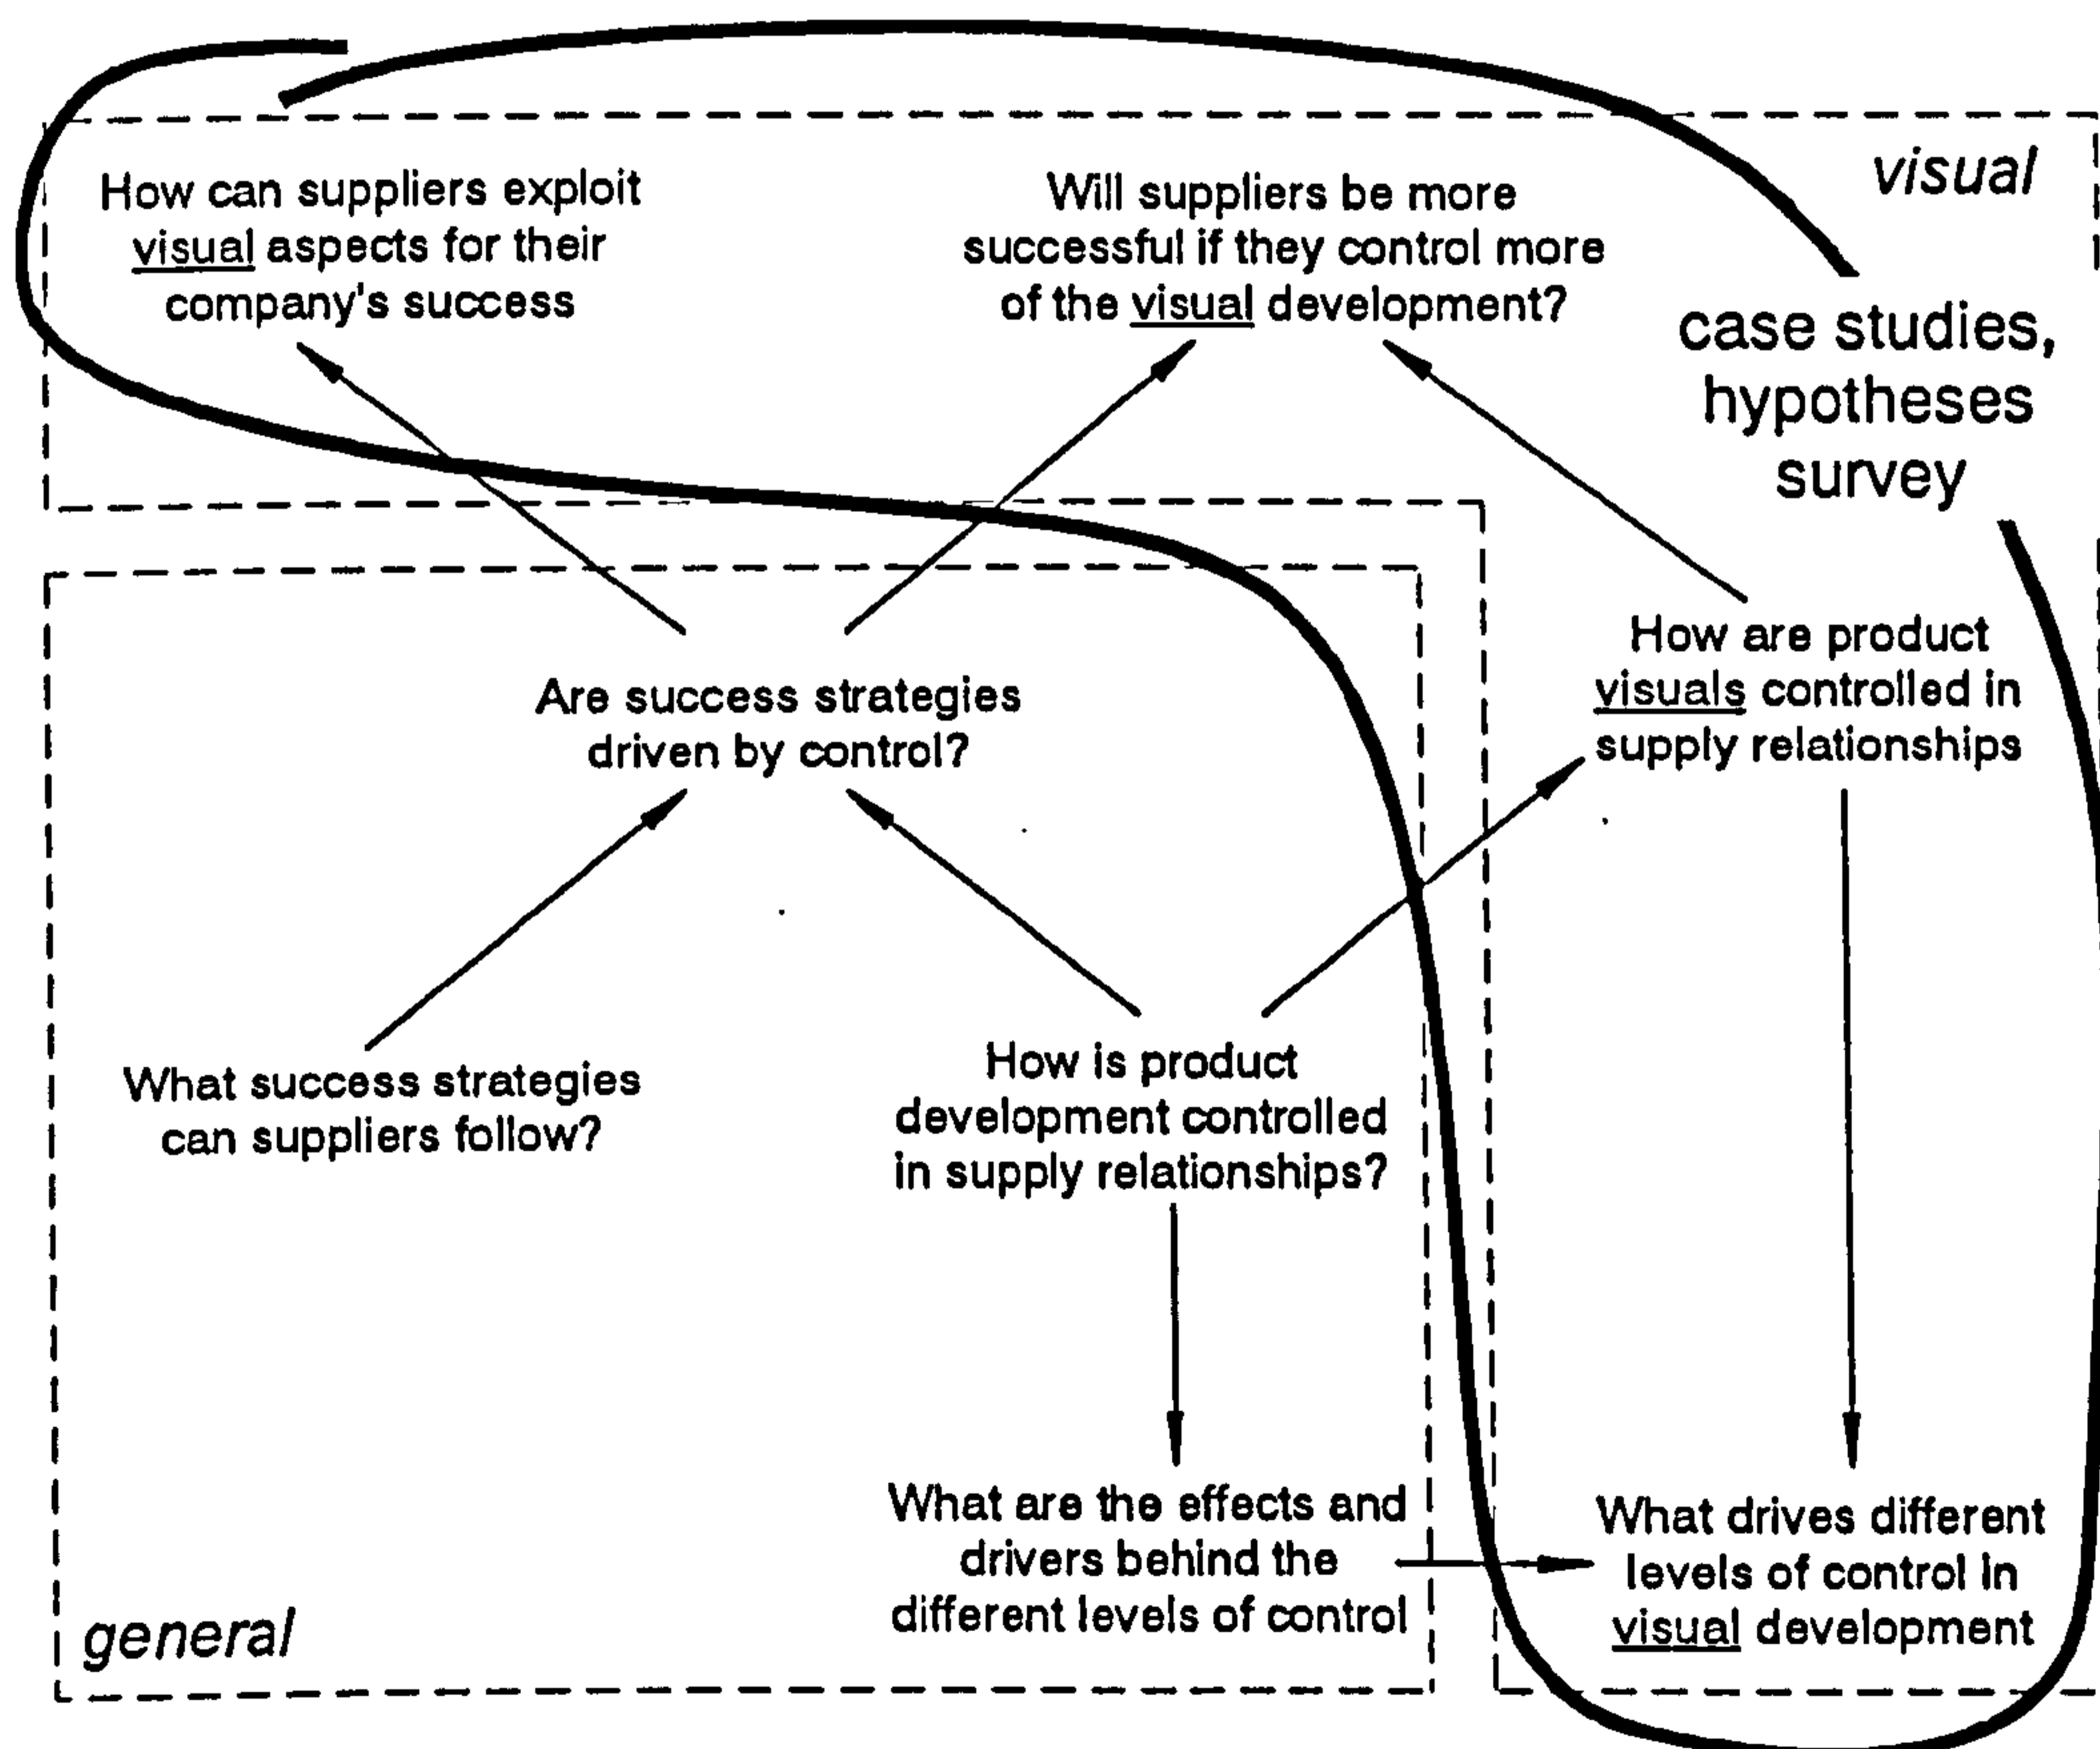 visual
How can suppliers exploit
visual aspects for their
company's success
Will suppliers be more
successful if they control more
of the visual development?
case studies,
hypotheses
survey
Are success strategies
driven by control?
How are product
visuals controlled in
supply relationships
What success strategies
can suppliers follow?
How is product
development controlled
in supply relationships?
What are the effects and
drivers behind the
different levels of control
What drives different
levels of control in
visual development
general